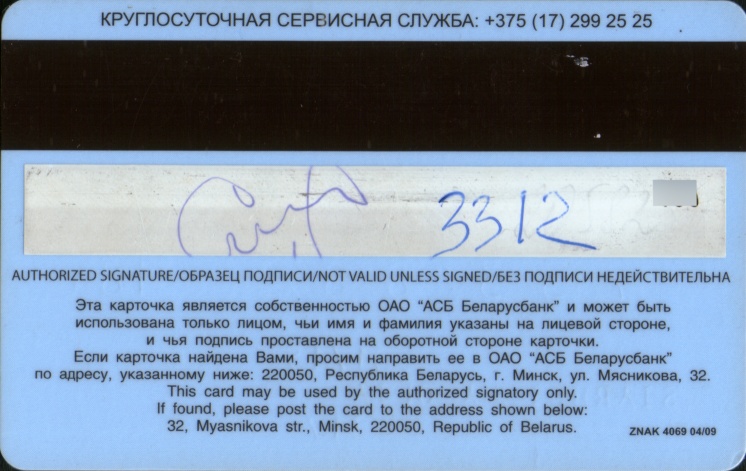 КРУГЛОСУТОЧНАЯ СЕРВИСНАЯ СЛУЖБА: +375 (17) 299 25 25
3312
AUTHORIZED SIGNATURE/ОБРАЗЕЦ ПОДПИСИ/NOT VALID UNLESS SIGNED/БЕЗ ПОДПИСИ НЕДЕЙСТВИТЕЛЬНА
Эта карточка является собственностью ОАО “АСБ Беларусбанк” и может быть
использована только лицом, чьи имя и фамилия указаны на лицевой стороне,
и чья подпись проставлена на оборотной стороне карточки.
Если карточка найдена Вами, просим направить ее в ОАО “АСБ Беларусбанк”
по адресу, указанному ниже: 220050, Республика Беларусь, г. Минск, ул. Мясникова, 32.
This card may be used by the authorized signatory only.
If found, please post the card to the address shown below:
32, Myasnikova str., Minsk, 220050, Republic of Belarus.
ZNAK 4069 04/09